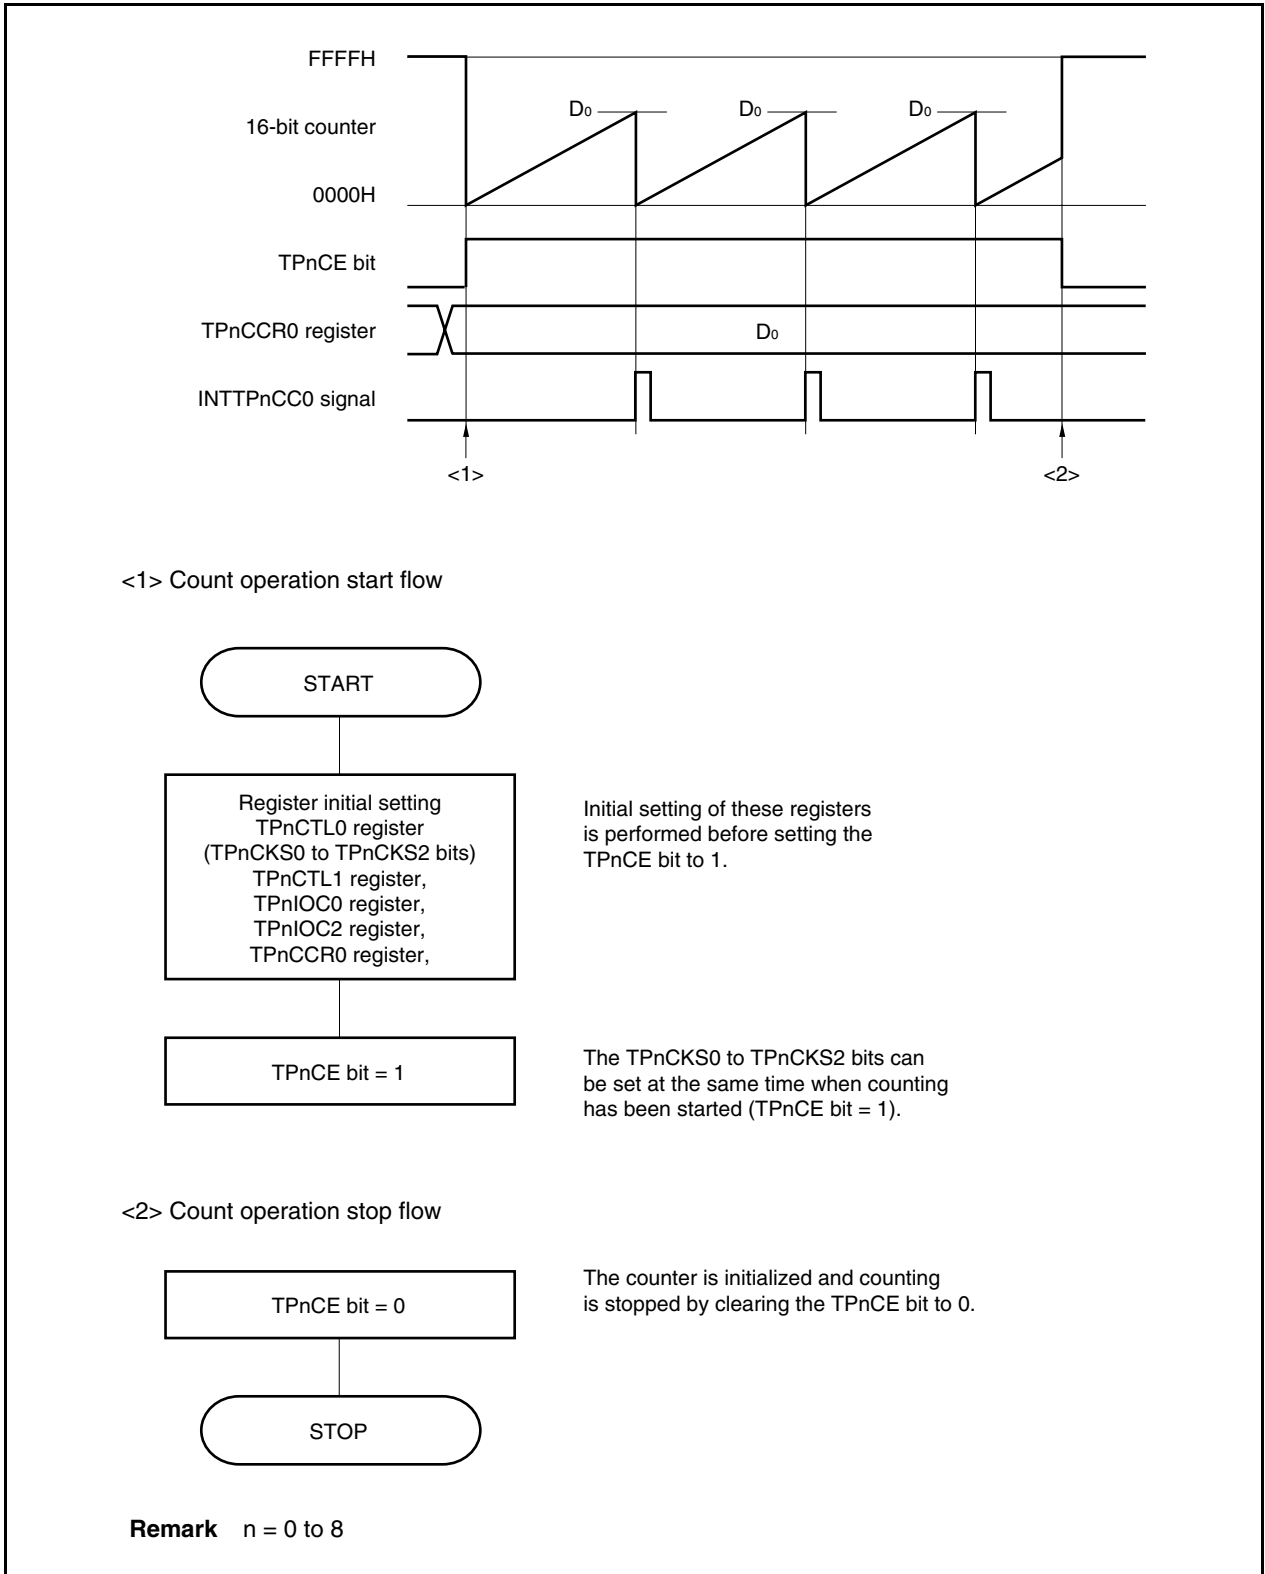 FFFFH
D0 D0 D0
16-bit counter
0000H
TPnCE bit
TPnCCR0 register D0
INTTPnCC0 signal
<1> <2>
<1> Count operation start flow
START
Register initial setting
TPnCTL0 register
(TPnCKS0 to TPnCKS2 bits)
TPnCTL1 register,
TPnIOC0 register,
TPnIOC2 register,
TPnCCR0 register,
Initial setting of these registers
is performed before setting the
TPnCE bit to 1.
TPnCE bit = 1
The TPnCKS0 to TPnCKS2 bits can
be set at the same time when counting
has been started (TPnCE bit = 1).
<2> Count operation stop flow
TPnCE bit = 0
The counter is initialized and counting
is stopped by clearing the TPnCE bit to 0.
STOP
Remark n = 0 to 8